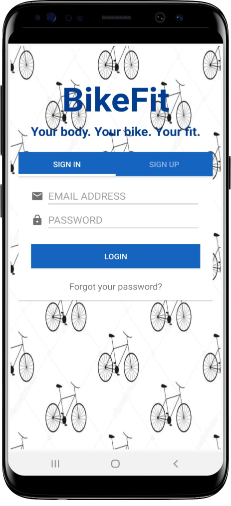 BikeFit
Your body. Your bike. Your fit.
SIGN IN SIGN UP
EMAIL ADDRESS
PASSWORD
LOGIN
Forgot your password?